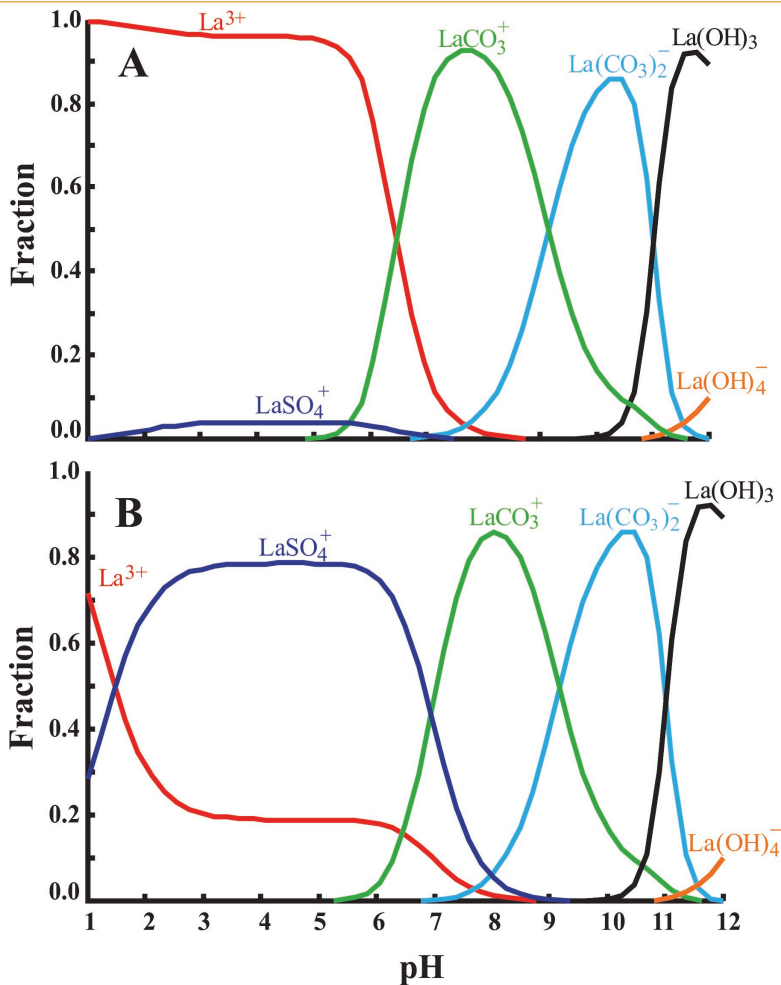 La³⁺
1.0
A
LaCO₃⁺
La(CO₃)₂⁻
La(OH)₃
0.8
0.6
Fraction
0.4
0.2
La(OH)₄⁻
LaSO₄⁺
0.0
1.0
B
La(OH)₃
LaCO₃⁺
La(CO₃)₂⁻
LaSO₄⁺
La³⁺
0.8
0.6
Fraction
0.4
0.2
La(OH)₄⁻
0.0
1 2 3 4 5 6 7 8 9 10 11 12
pH